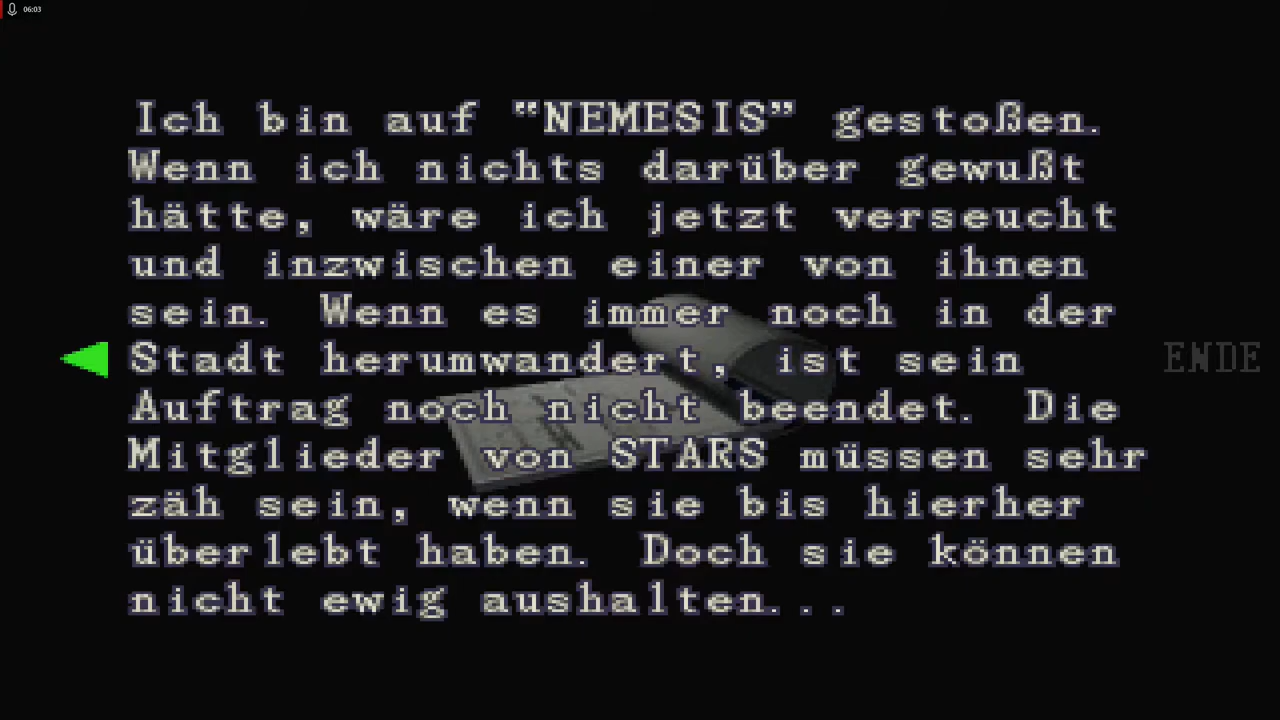 06:03
Ich bin auf "NEMESIS" gestoßen.
Wenn ich nichts darüber gewußt
hätte, wäre ich jetzt verseucht
und inzwischen einer von ihnen
sein. Wenn es immer noch in der
Stadt herumwandert, ist sein
ENDE
Auftrag noch nicht beendet. Die
Mitglieder von STARS müssen sehr
zäh sein, wenn sie bis hierher
überlebt haben. Doch sie können
nicht ewig aushalten...